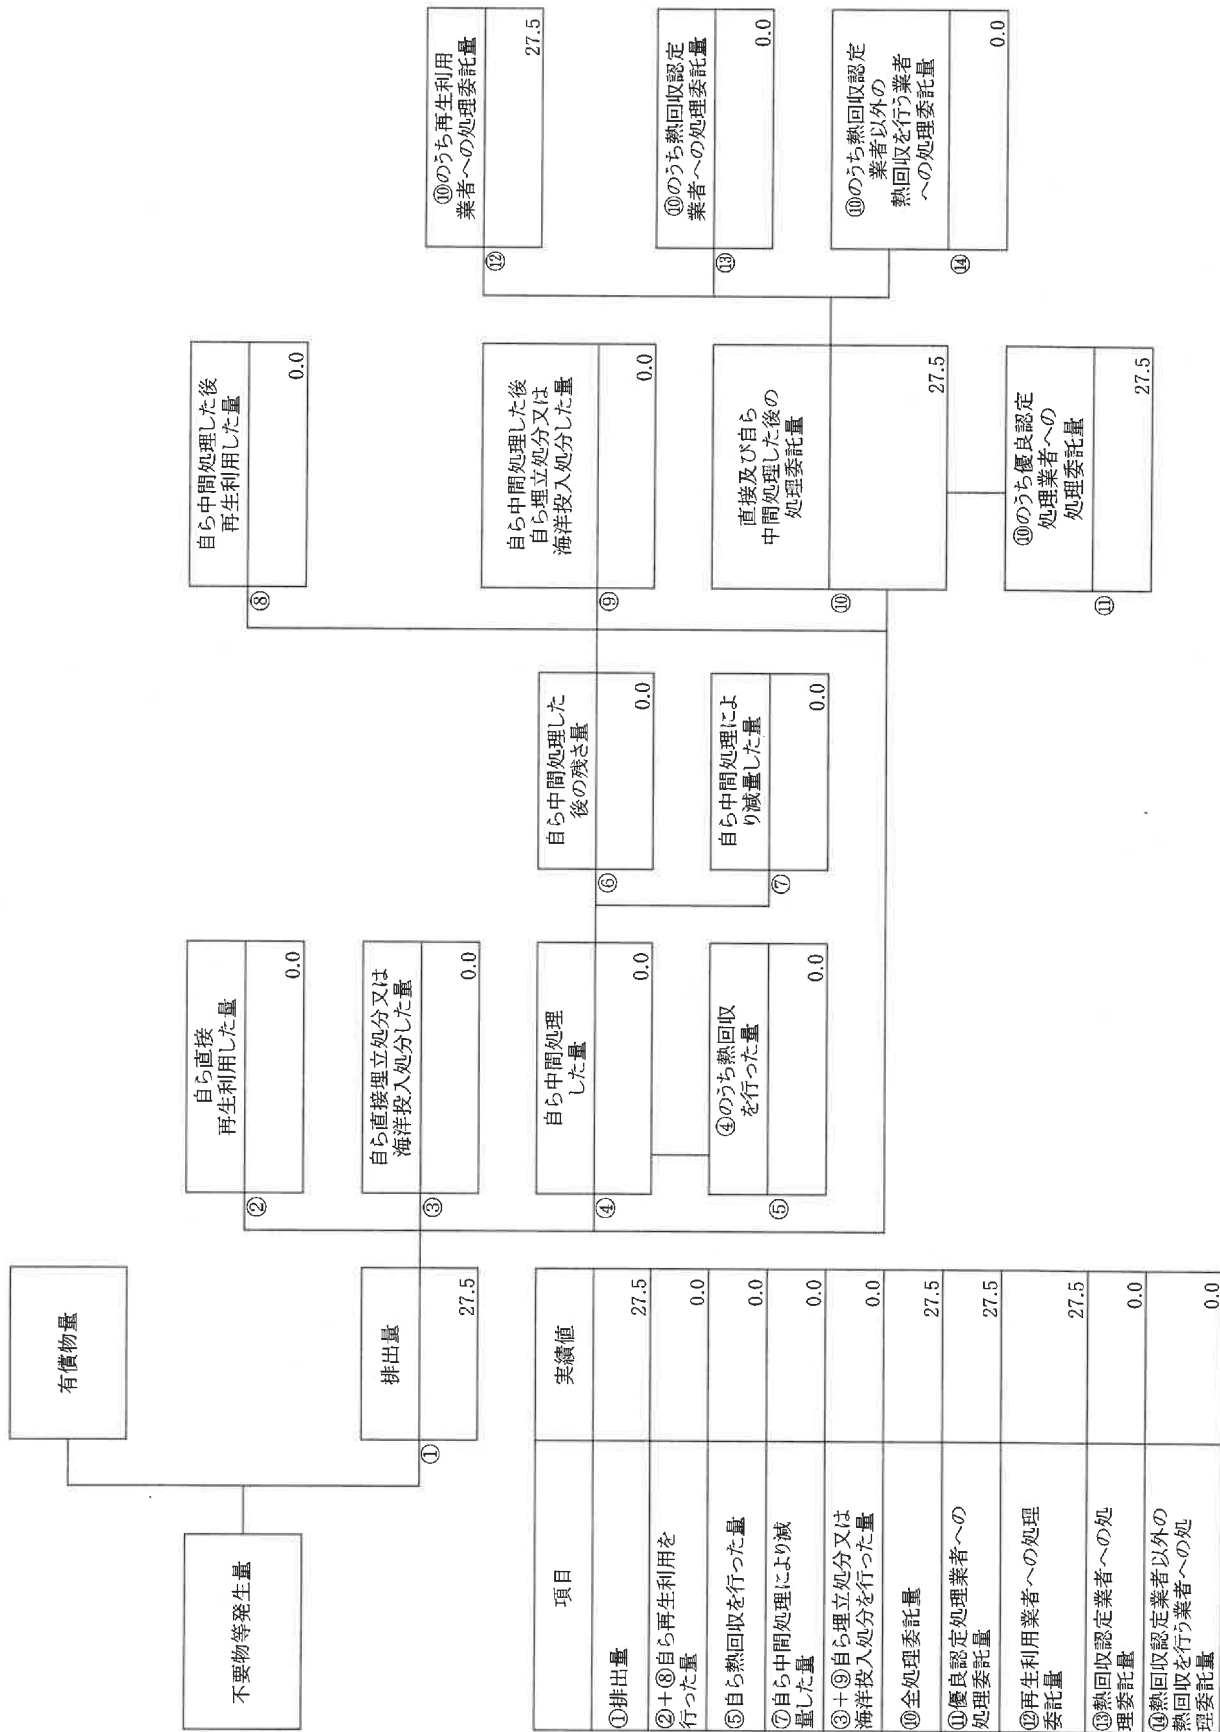 不要物等発生量
有償物量
①
排出量
27.5
②
自ら直接
再生利用した量
0.0
③
自ら直接埋立処分又は
海洋投入処分した量
0.0
④
自ら中間処理
した量
0.0
⑤
④のうち熱回収
を行った量
0.0
⑥
自ら中間処理した
後の残さ量
0.0
⑦
自ら中間処理によ
り減量した量
0.0
⑧
自ら中間処理した後
再生利用した量
0.0
⑨
自ら中間処理した後
自ら埋立処分又は
海洋投入処分した量
0.0
⑩
直接及び自ら
中間処理した後の
処理委託量
27.5
⑪
⑩のうち優良認定
処理業者への
処理委託量
27.5
⑫
⑩のうち再生利用
業者への処理委託量
27.5
⑬
⑩のうち熱回収認定
業者への処理委託量
0.0
⑭
⑩のうち熱回収認定
業者以外の
熱回収を行う業者
への処理委託量
0.0
項目
実績値
①排出量
27.5
②+⑧自ら再生利用を
行った量
0.0
⑤自ら熱回収を行った量
0.0
⑦自ら中間処理により減
量した量
0.0
③+⑨自ら埋立処分又は
海洋投入処分を行った量
0.0
⑩全処理委託量
27.5
⑪優良認定処理業者への
処理委託量
27.5
⑫再生利用業者への処理
委託量
27.5
⑬熱回収認定業者への処
理委託量
0.0
⑭熱回収認定業者以外の
熱回収を行う業者への処
理委託量
0.0